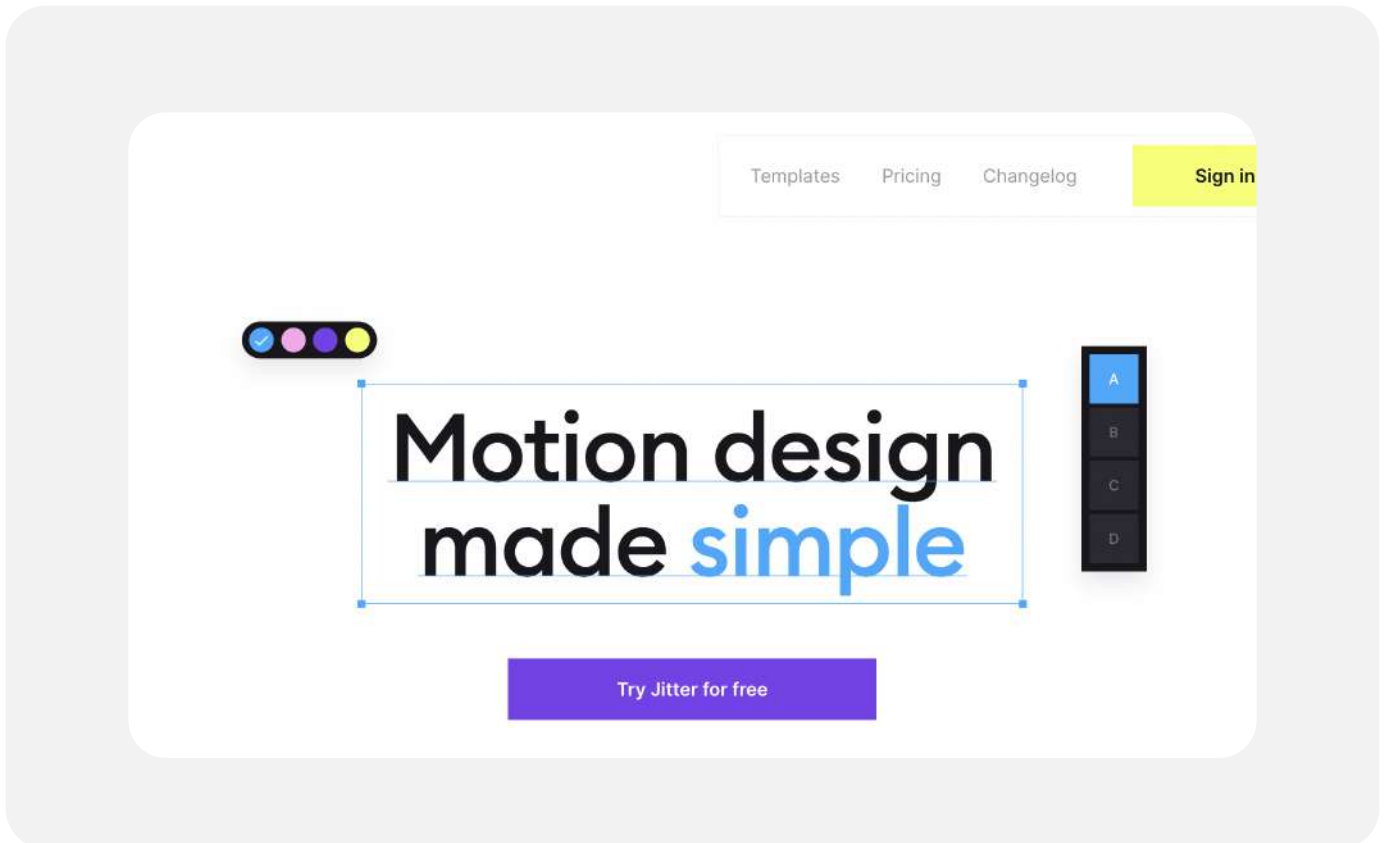 Templates Pricing Changelog Sign in
Motion design
made simple
A
B
C
D
Try Jitter for free